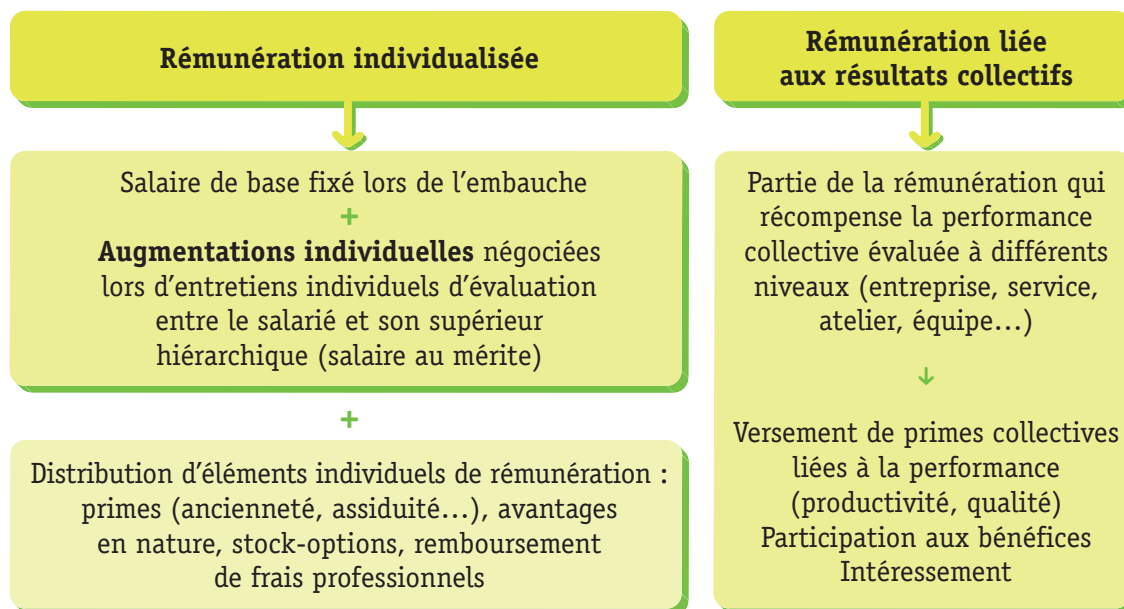 Rémunération individualisée
Salaire de base fixé lors de l'embauche
+
Augmentations individuelles négociées
lors d'entretiens individuels d'évaluation
entre le salarié et son supérieur
hiérarchique (salaire au mérite)
+
Distribution d'éléments individuels de rémunération :
primes (ancienneté, assiduité…), avantages
en nature, stock-options, remboursement
de frais professionnels
Rémunération liée
aux résultats collectifs
Partie de la rémunération qui
récompense la performance
collective évaluée à différents
niveaux (entreprise, service,
atelier, équipe…)
Versement de primes collectives
liées à la performance
(productivité, qualité)
Participation aux bénéfices
Intéressement